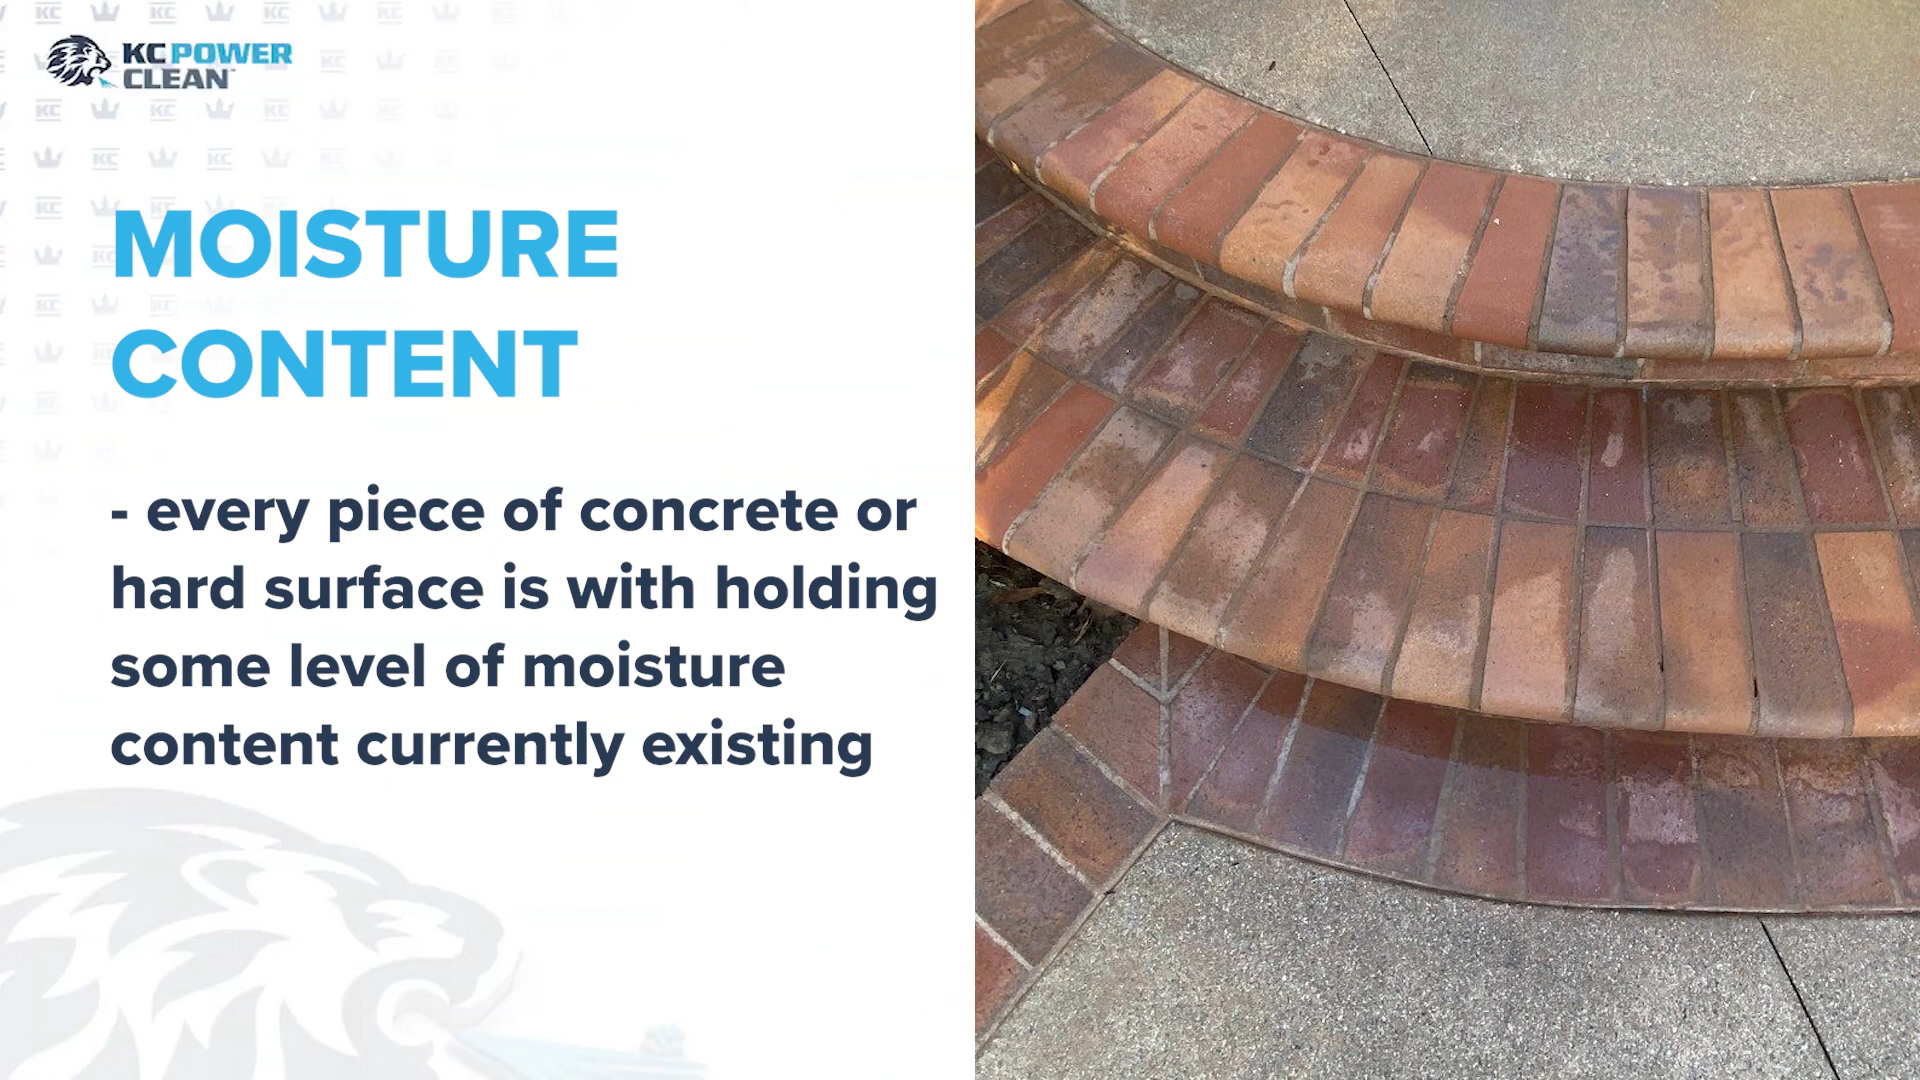 KC POWER
CLEAN™
MOISTURE
CONTENT
- every piece of concrete or
hard surface is with holding
some level of moisture
content currently existing